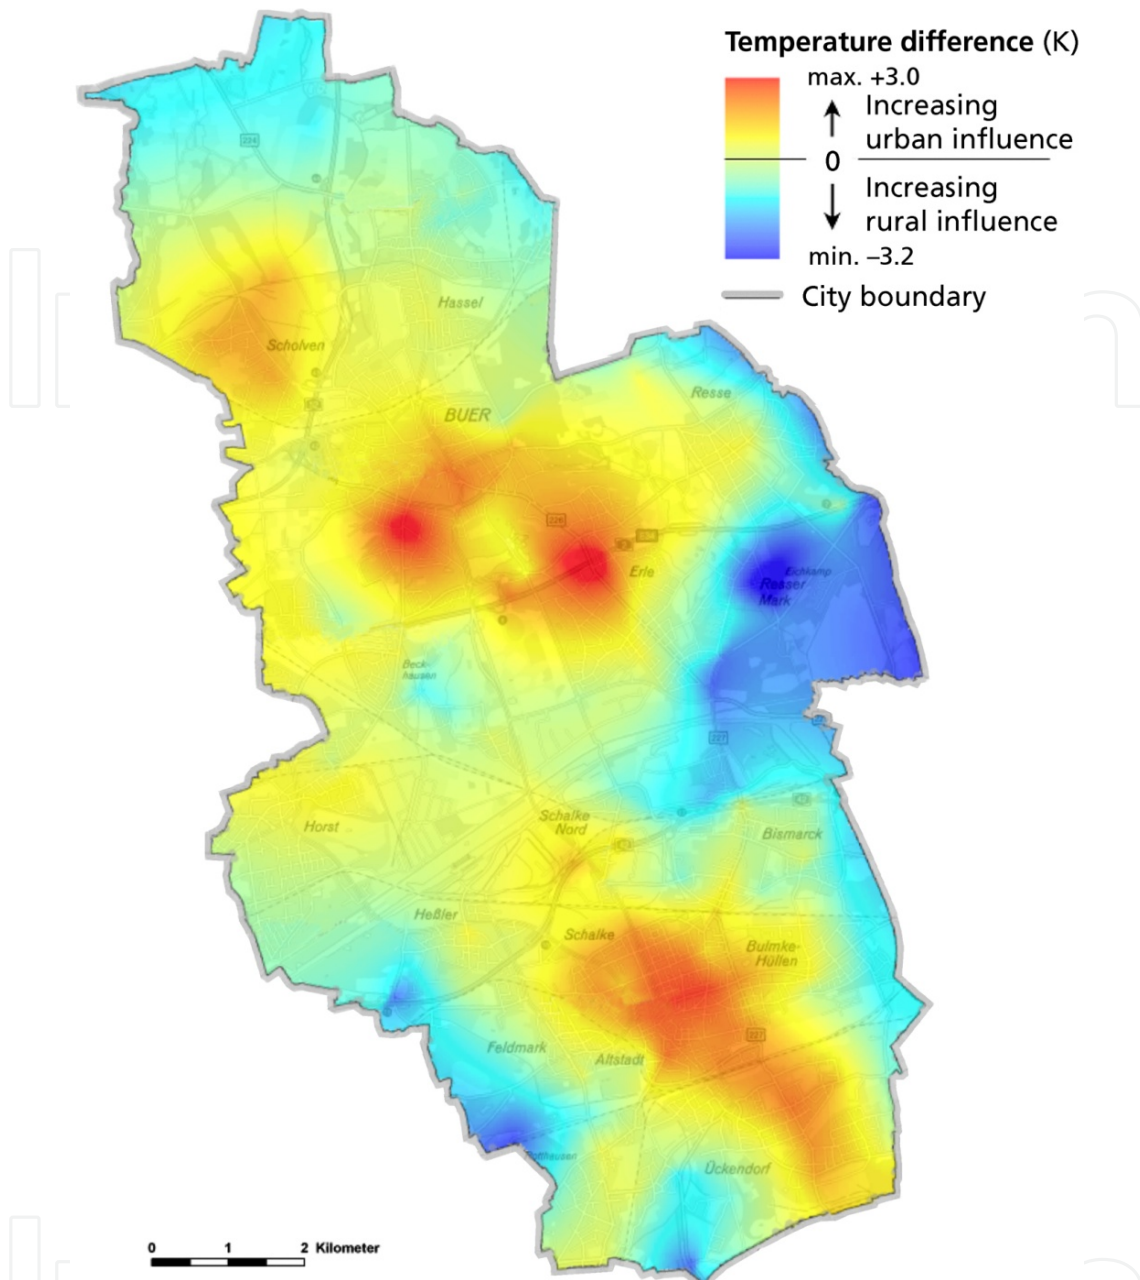 Temperature difference (K)
max. +3.0
Increasing
urban influence
0
Increasing
rural influence
min. –3.2
City boundary
224
Hassel
Scholven
BUER
Resse
226
Erle
Eichkamp
Resser
Mark
Beck-
hausen
227
Horst
Schalke
Nord
Bismarck
Heßler
Schalke
Bulmke-
Hüllen
227
Feldmark
Altstadt
Ückendorf
0 1 2 Kilometer